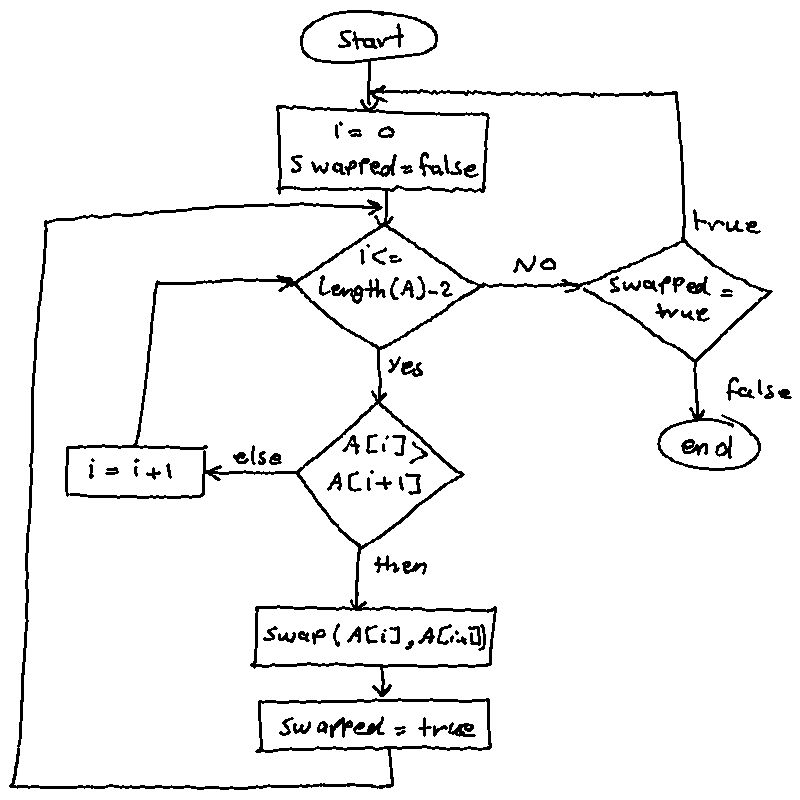 start
i = 0
swapped = false
true
i <=
length(A)-2
NO
swapped =
true
yes
false
A[i] >
A[i+1]
else
i = i+1
end
then
swap(A[i], A[i+1])
swapped = true